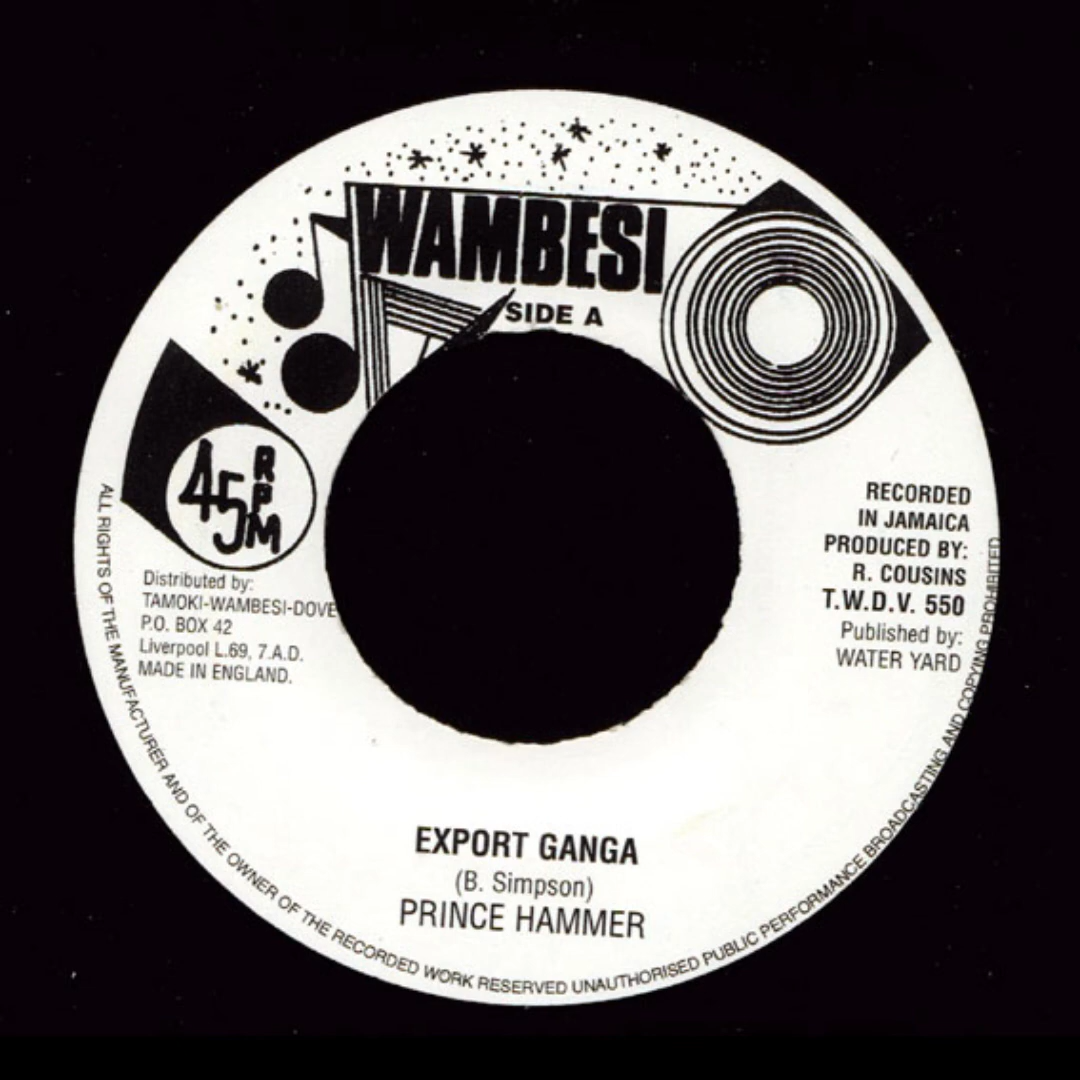 WAMBESI
SIDE A
45
RPM
Distributed by:
TAMOKI-WAMBESI-DOVE
P.O. BOX 42
Liverpool L.69, 7.A.D.
MADE IN ENGLAND.
RECORDED
IN JAMAICA
PRODUCED BY:
R. COUSINS
T.W.D.V. 550
Published by:
WATER YARD
EXPORT GANGA
(B. Simpson)
PRINCE HAMMER
ALL RIGHTS OF THE MANUFACTURER AND OF THE OWNER OF THE RECORDED WORK RESERVED UNAUTHORISED PUBLIC PERFORMANCE BROADCASTING AND COPYING PROHIBITED